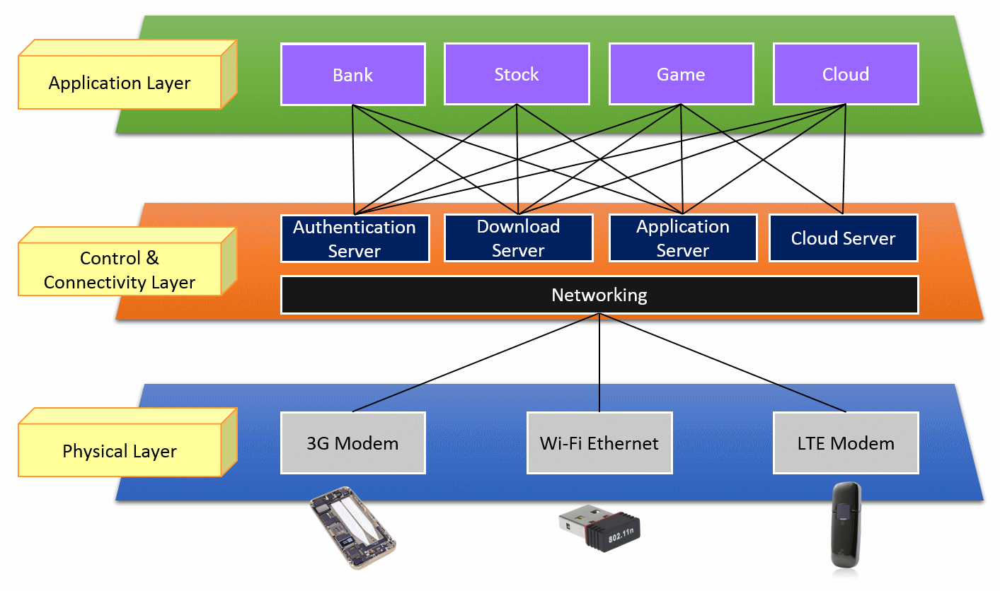 Application Layer
Bank
Stock
Game
Cloud
Control &
Connectivity Layer
Authentication
Server
Download
Server
Application
Server
Cloud Server
Networking
Physical Layer
3G Modem
Wi-Fi Ethernet
LTE Modem
802.11n